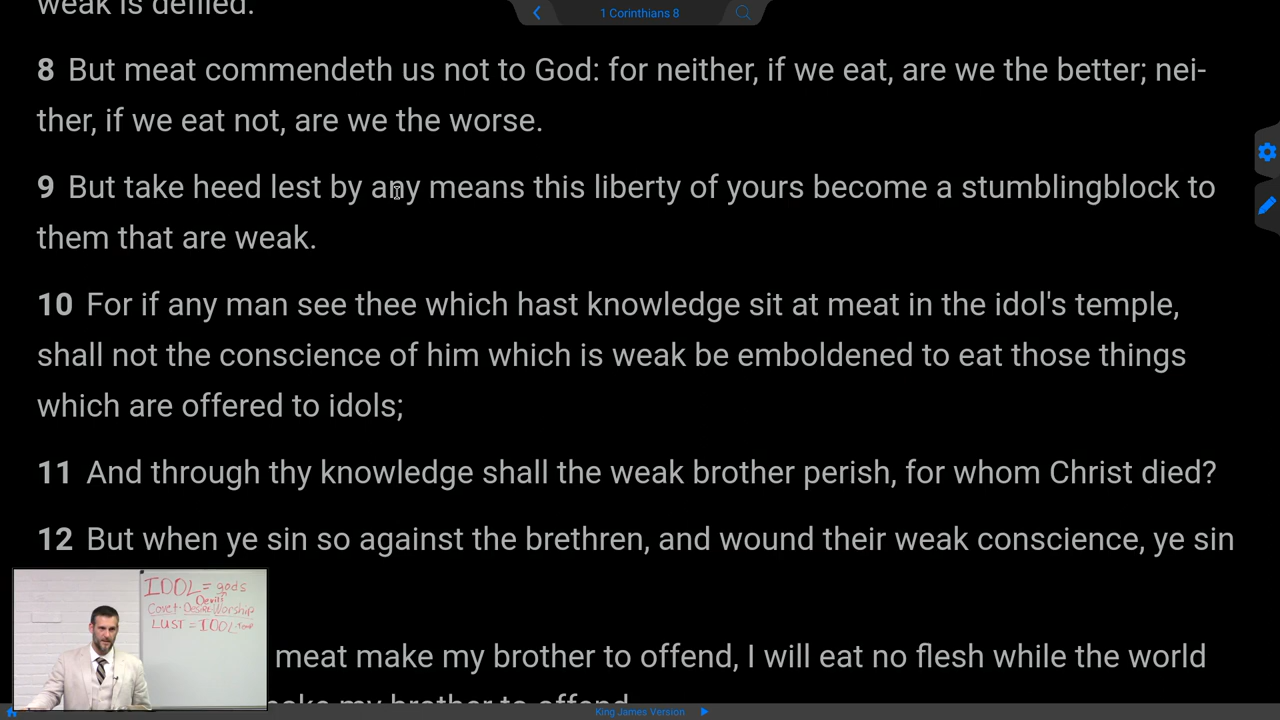 weak is defiled.
1 Corinthians 8
8 But meat commendeth us not to God: for neither, if we eat, are we the better; nei-
ther, if we eat not, are we the worse.
9 But take heed lest by any means this liberty of yours become a stumblingblock to
them that are weak.
10 For if any man see thee which hast knowledge sit at meat in the idol's temple,
shall not the conscience of him which is weak be emboldened to eat those things
which are offered to idols;
11 And through thy knowledge shall the weak brother perish, for whom Christ died?
12 But when ye sin so against the brethren, and wound their weak conscience, ye sin
IDOL = gods
Covet Desire Worship
LUST = IDOL
meat make my brother to offend, I will eat no flesh while the world
make my brother to offend.
King James Version